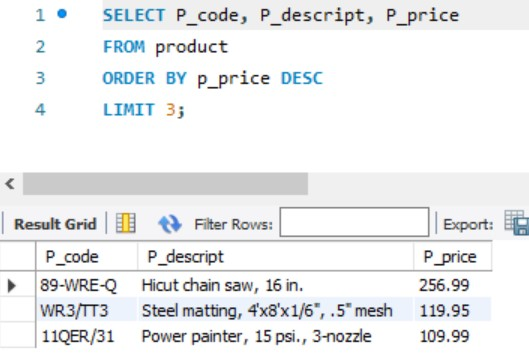 1 SELECT P_code, P_descript, P_price
2 FROM product
3 ORDER BY p_price DESC
4 LIMIT 3;
Result Grid Filter Rows: Export:
P_code P_descript P_price
89-WRE-Q Hicut chain saw, 16 in. 256.99
WR3/TT3 Steel matting, 4'x8'x1/6", .5" mesh 119.95
11QER/31 Power painter, 15 psi., 3-nozzle 109.99